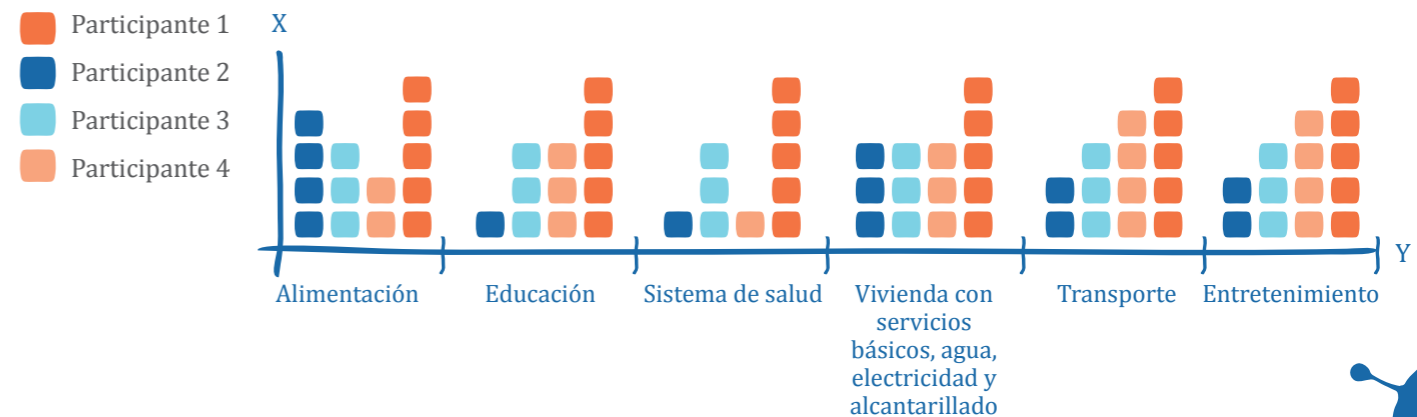 Participante 1
Participante 2
Participante 3
Participante 4
X
Y
Alimentación
Educación
Sistema de salud
Vivienda con
servicios
básicos, agua,
electricidad y
alcantarillado
Transporte
Entretenimiento